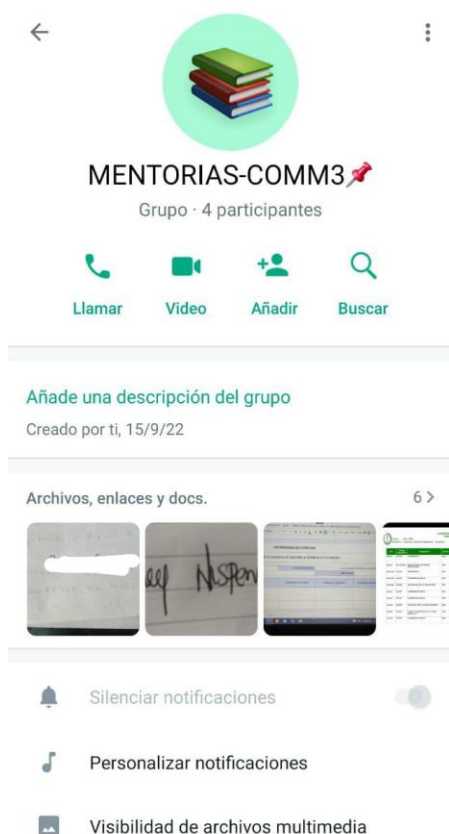 MENTORIAS-COMM3📌
Grupo · 4 participantes
Llamar
Video
Añadir
Buscar
Añade una descripción del grupo
Creado por ti, 15/9/22
Archivos, enlaces y docs.
6 >
Silenciar notificaciones
Personalizar notificaciones
Visibilidad de archivos multimedia